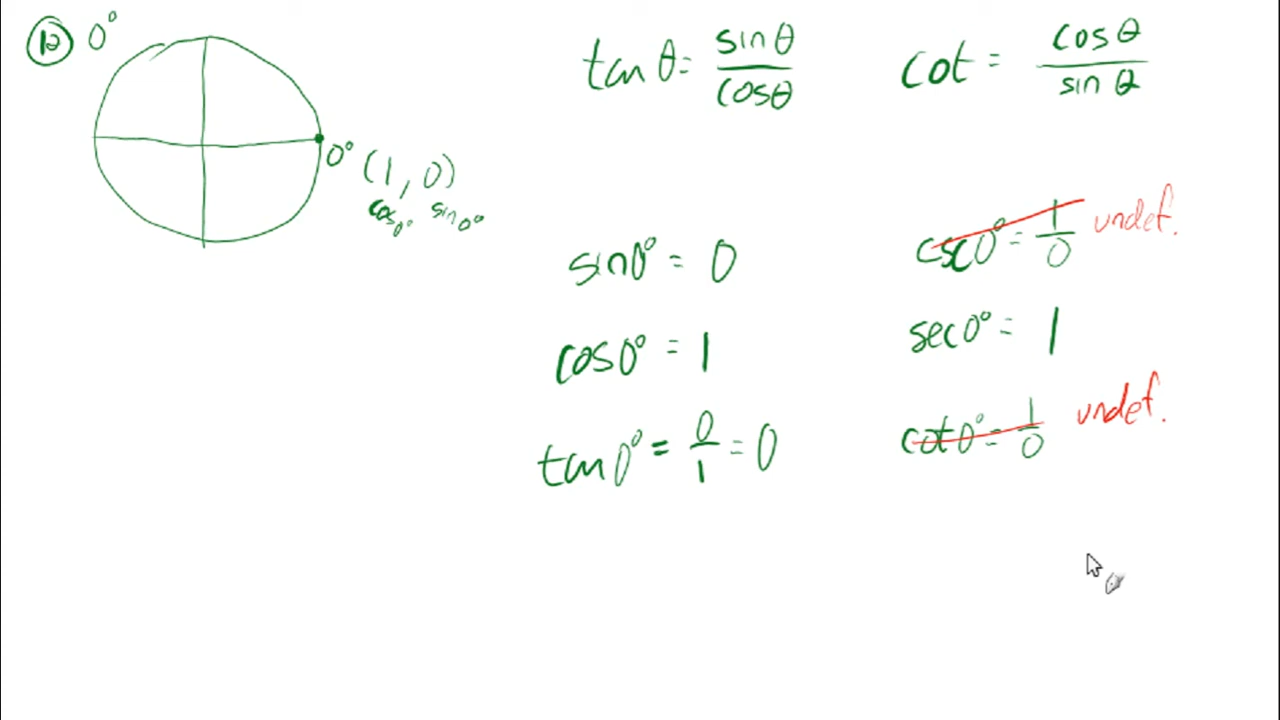 12 0°
tan θ = sin θ / cos θ
cot = cos θ / sin θ
0° (1, 0)
cos 0° sin 0°
sin 0° = 0
csc 0° = 1/0 undef.
cos 0° = 1
sec 0° = 1
tan 0° = 0/1 = 0
cot 0° = 1/0 undef.